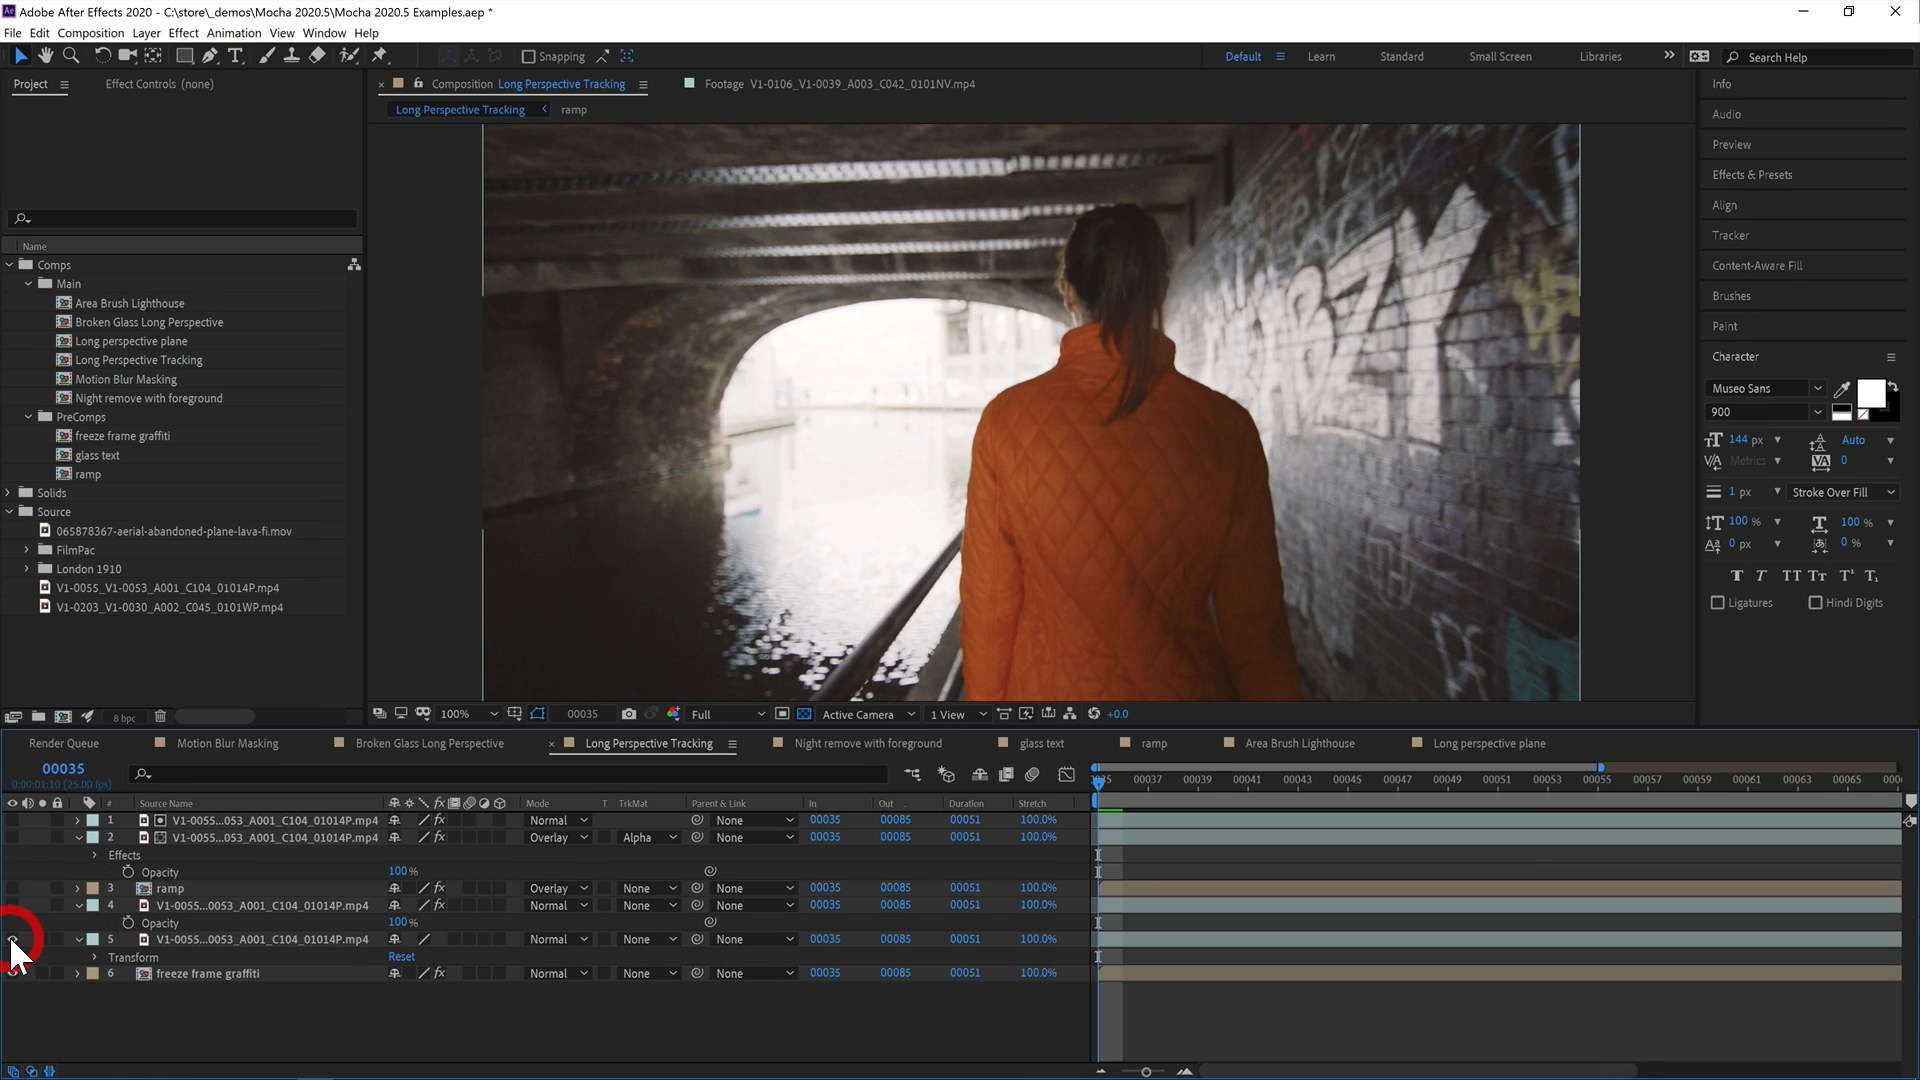 Adobe After Effects 2020 - C:\store\_demos\Mocha 2020.5\Mocha 2020.5 Examples.aep *
File Edit Composition Layer Effect Animation View Window Help
Snapping
Default Learn Standard Small Screen Libraries Search Help
Project Effect Controls (none)
Composition Long Perspective Tracking Footage V1-0106_V1-0039_A003_C042_0101NV.mp4
Long Perspective Tracking ramp
Name
Comps
Main
Area Brush Lighthouse
Broken Glass Long Perspective
Long perspective plane
Long Perspective Tracking
Motion Blur Masking
Night remove with foreground
PreComps
freeze frame graffiti
glass text
ramp
Solids
Source
065878367-aerial-abandoned-plane-lava-fi.mov
FilmPac
London 1910
V1-0055_V1-0053_A001_C104_01014P.mp4
V1-0203_V1-0030_A002_C045_0101WP.mp4
8 bpc
100% 00035 Full Active Camera 1 View +0.0
Info
Audio
Preview
Effects & Presets
Align
Tracker
Content-Aware Fill
Brushes
Paint
Character
Museo Sans
900
144 px Auto
Metrics 0
1 px Stroke Over Fill
100 % 100 %
0 px 0 %
T T TT Tt T¹ T₁
Ligatures Hindi Digits
Render Queue Motion Blur Masking Broken Glass Long Perspective Long Perspective Tracking Night remove with foreground glass text ramp Area Brush Lighthouse Long perspective plane
00035
0:00:01:10 (25.00 fps)
00037 00039 00041 00043 00045 00047 00049 00051 00053 00055 00057 00059 00061 00063 00065
# Source Name Mode T TrkMat Parent & Link In Out Duration Stretch
1 V1-0055...053_A001_C104_01014P.mp4 Normal None 00035 00085 00051 100.0%
2 V1-0055...053_A001_C104_01014P.mp4 Overlay Alpha None 00035 00085 00051 100.0%
Effects
Opacity 100 %
3 ramp Overlay None None 00035 00085 00051 100.0%
4 V1-0055...0053_A001_C104_01014P.mp4 Normal None None 00035 00085 00051 100.0%
Opacity 100 %
5 V1-0055...0053_A001_C104_01014P.mp4 Normal None None 00035 00085 00051 100.0%
Transform Reset
6 freeze frame graffiti Normal None None 00035 00085 00051 100.0%